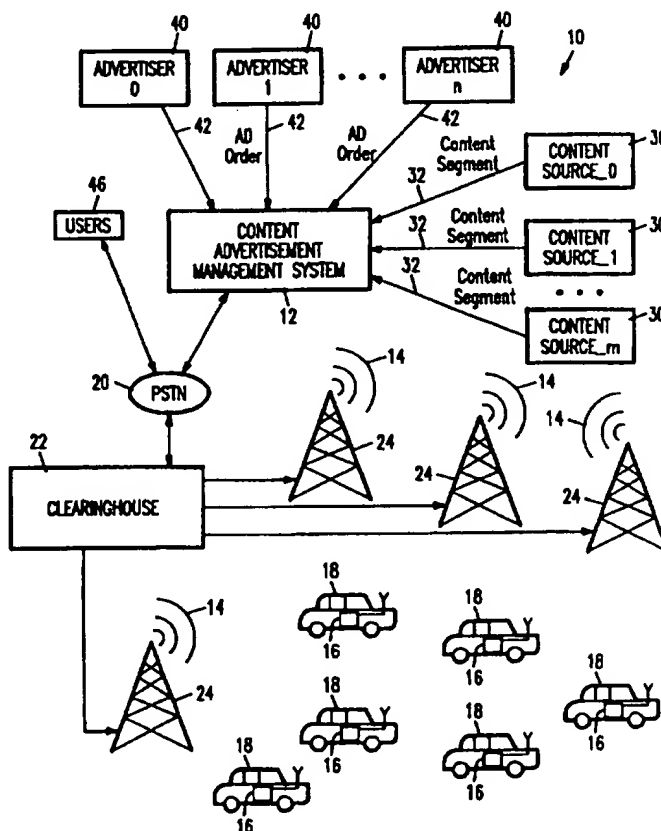 40
40
40
10
ADVERTISER
0
ADVERTISER
1
• • •
ADVERTISER
n
42
42
42
AD
Order
AD
Order
Content
Segment
30
CONTENT
SOURCE_0
32
46
USERS
CONTENT
ADVERTISEMENT
MANAGEMENT SYSTEM
12
Content
Segment
32
30
CONTENT
SOURCE_1
• • •
Content
Segment
32
30
CONTENT
SOURCE_m
20
PSTN
14
14
14
24
24
24
22
CLEARINGHOUSE
14
24
18
16
18
16
18
16
18
16
18
16
18
16